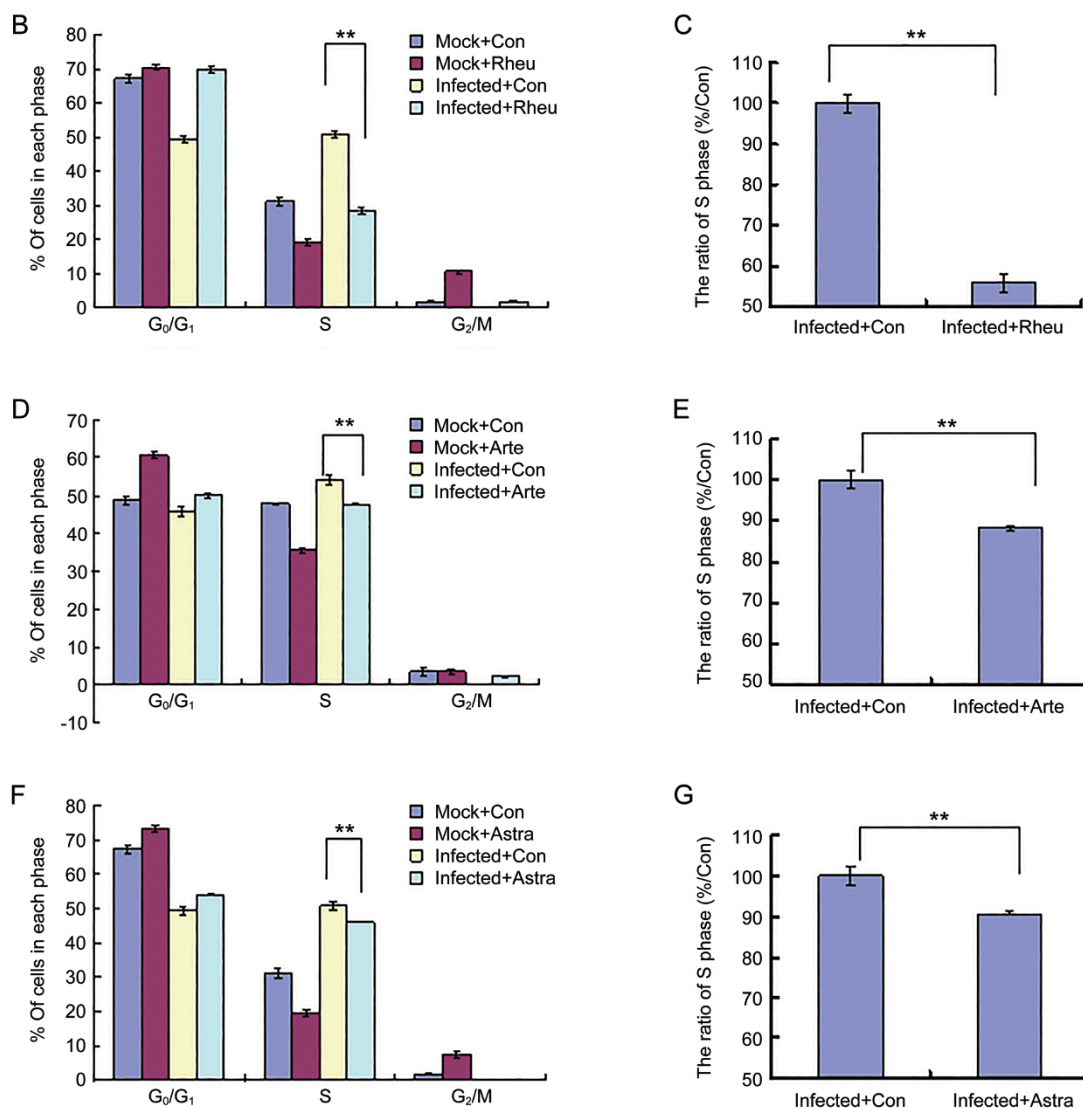 B
**
Mock+Con
Mock+Rheu
Infected+Con
Infected+Rheu
% Of cells in each phase
80
70
60
50
40
30
20
10
0
G₀/G₁
S
G₂/M
C
**
The ratio of S phase (%/Con)
110
100
90
80
70
60
50
Infected+Con
Infected+Rheu
D
**
Mock+Con
Mock+Arte
Infected+Con
Infected+Arte
% Of cells in each phase
70
60
50
40
30
20
10
0
-10
G₀/G₁
S
G₂/M
E
**
The ratio of S phase (%/Con)
110
100
90
80
70
60
50
Infected+Con
Infected+Arte
F
**
Mock+Con
Mock+Astra
Infected+Con
Infected+Astra
% Of cells in each phase
80
70
60
50
40
30
20
10
0
G₀/G₁
S
G₂/M
G
**
The ratio of S phase (%/Con)
110
100
90
80
70
60
50
Infected+Con
Infected+Astra